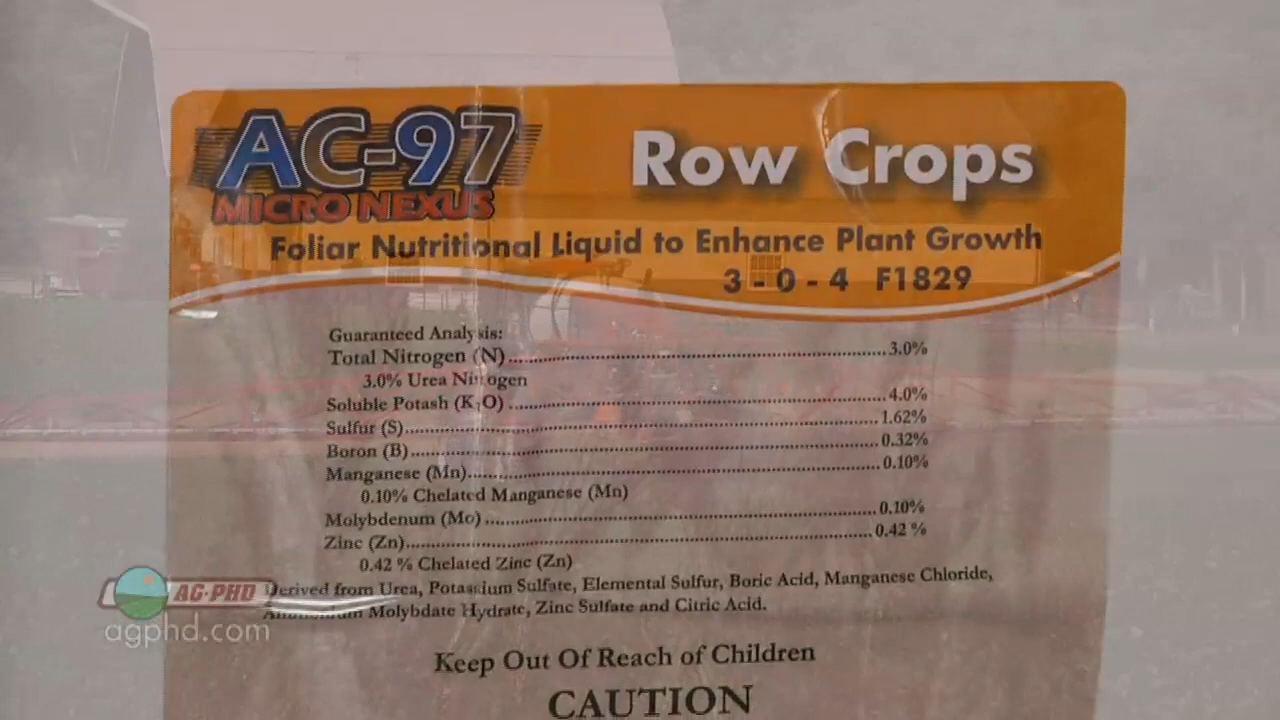 AC-97
MICRO NEXUS
Row Crops
Foliar Nutritional Liquid to Enhance Plant Growth
3 - 0 - 4 F1829
Guaranteed Analysis:
Total Nitrogen (N)..........3.0%
3.0% Urea Nitrogen
Soluble Potash (K₂O)..........4.0%
Sulfur (S)..........1.62%
Boron (B)..........0.32%
Manganese (Mn)..........0.10%
0.10% Chelated Manganese (Mn)
Molybdenum (Mo)..........0.10%
Zinc (Zn)..........0.42 %
0.42 % Chelated Zinc (Zn)
Derived from Urea, Potassium Sulfate, Elemental Sulfur, Boric Acid, Manganese Chloride,
Ammonium Molybdate Hydrate, Zinc Sulfate and Citric Acid.
Keep Out Of Reach of Children
CAUTION
AG-PHD
agphd.com